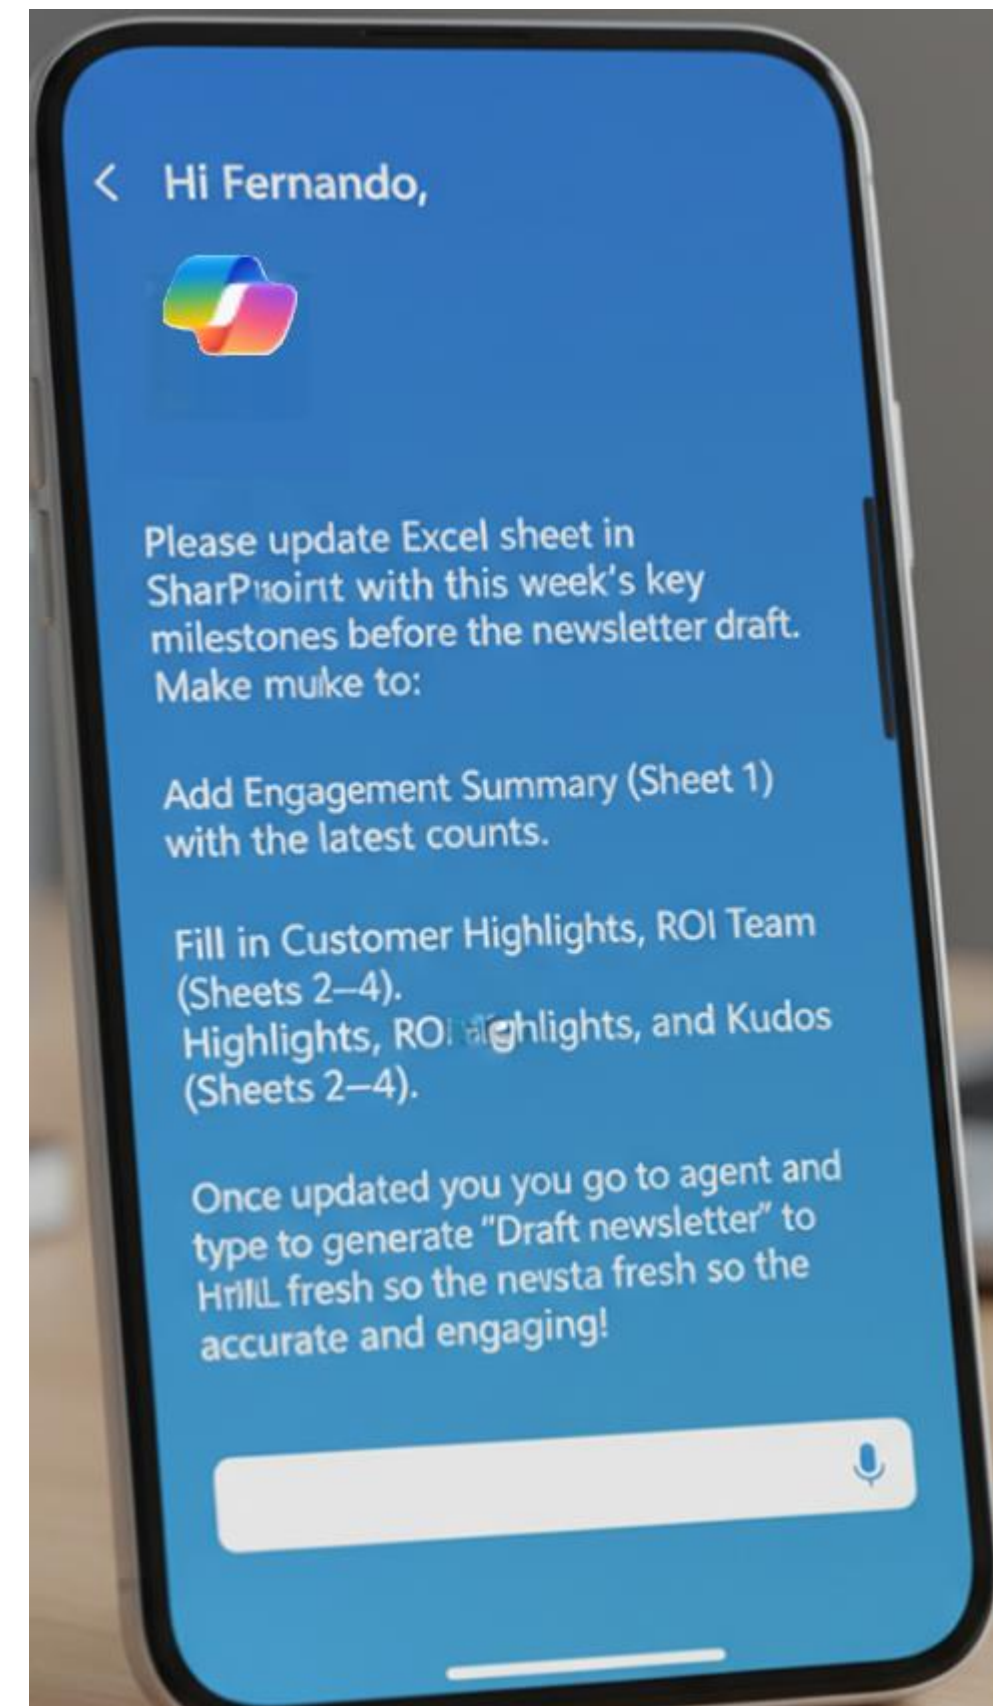 Hi Fernando,
Please update Excel sheet in
with this week's key
milestones before the newsletter draft.
Make to:
Add Engagement Summary (Sheet 1)
with the latest counts.
Fill in Customer Highlights, ROI Team
(Sheets 2–4).
Highlights, and Kudos
(Sheets 2–4).
Once updated you you go to agent and
type to generate "Draft newsletter" to
fresh so the fresh so the
accurate and engaging!